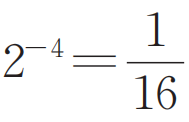 2⁻⁴ = 1/16